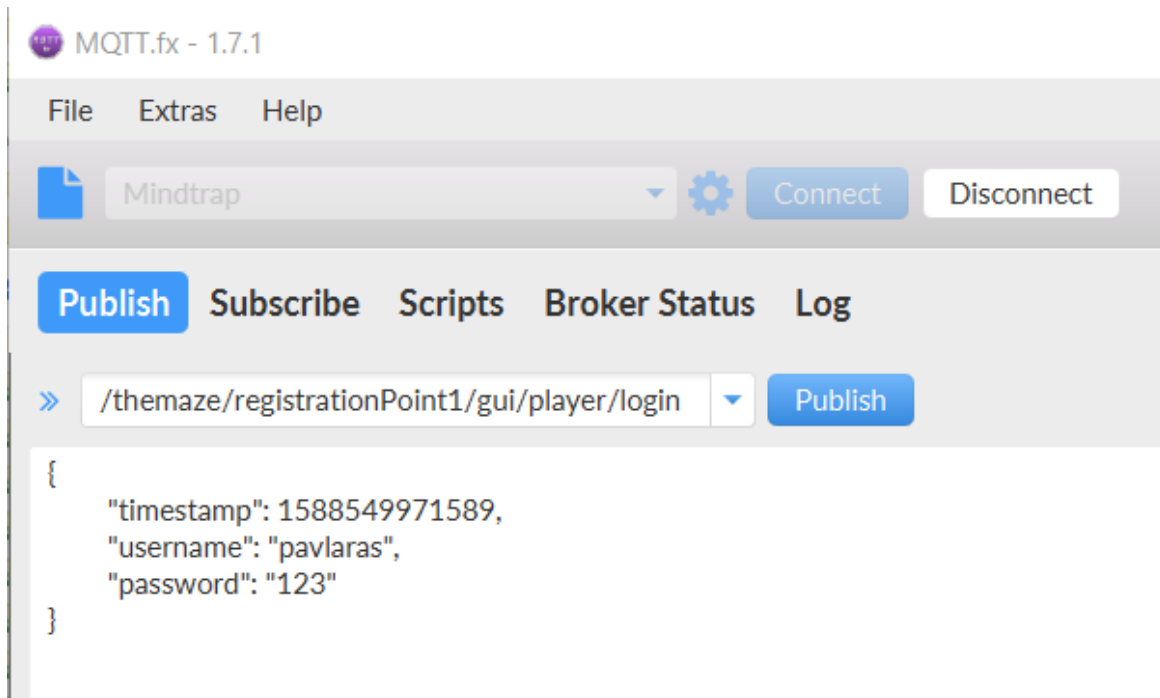 MQTT.fx - 1.7.1
File Extras Help
Mindtrap Connect Disconnect
Publish Subscribe Scripts Broker Status Log
/themaze/registrationPoint1/gui/player/login Publish
{
"timestamp": 1588549971589,
"username": "pavlaras",
"password": "123"
}